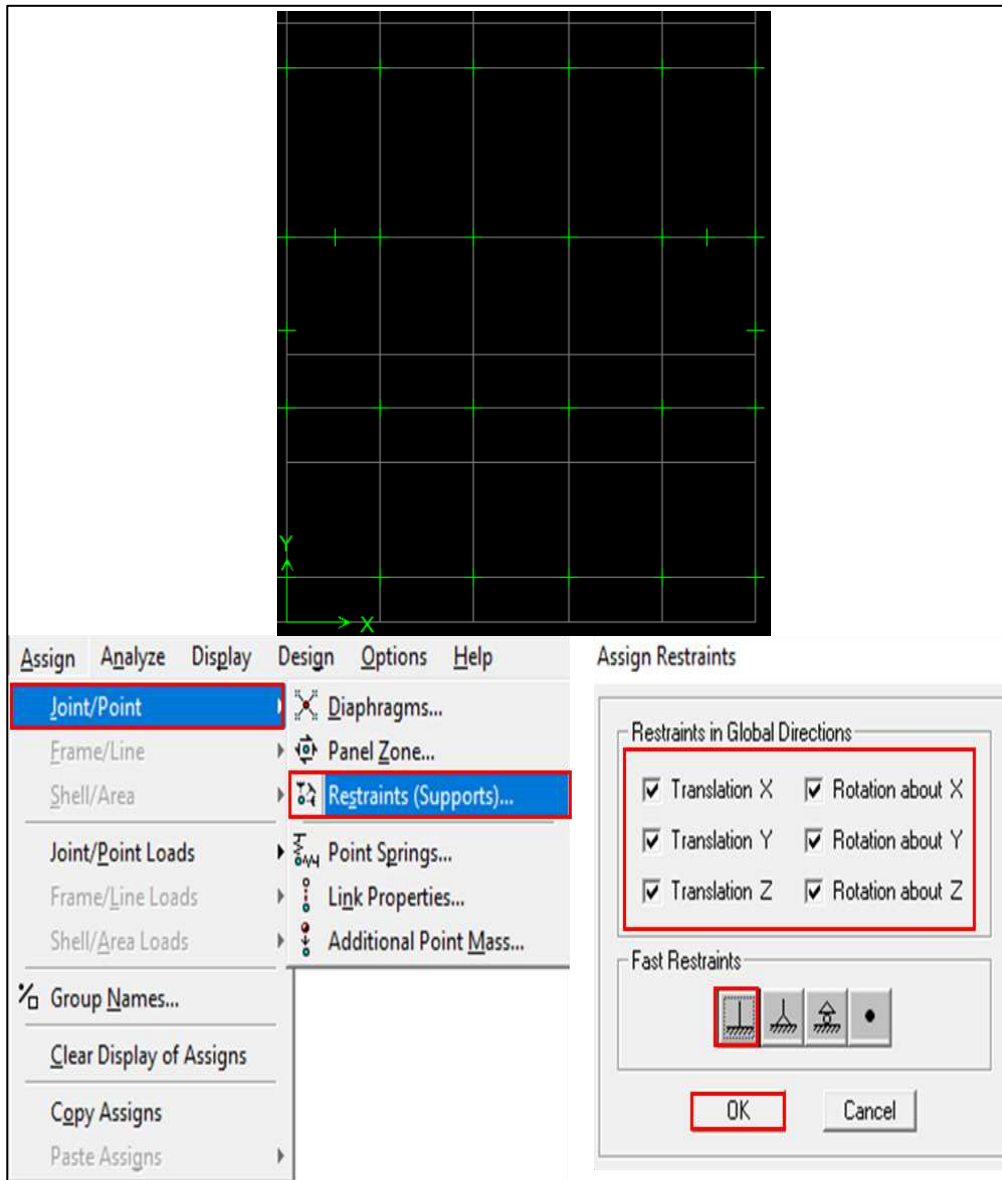 Y
X
Assign Analyze Display Design Options Help
Joint/Point
Frame/Line
Shell/Area
Joint/Point Loads
Frame/Line Loads
Shell/Area Loads
Group Names...
Clear Display of Assigns
Copy Assigns
Paste Assigns
Diaphragms...
Panel Zone...
Restraints (Supports)...
Point Springs...
Link Properties...
Additional Point Mass...
Assign Restraints
Restraints in Global Directions
Translation X Rotation about X
Translation Y Rotation about Y
Translation Z Rotation about Z
Fast Restraints
OK Cancel